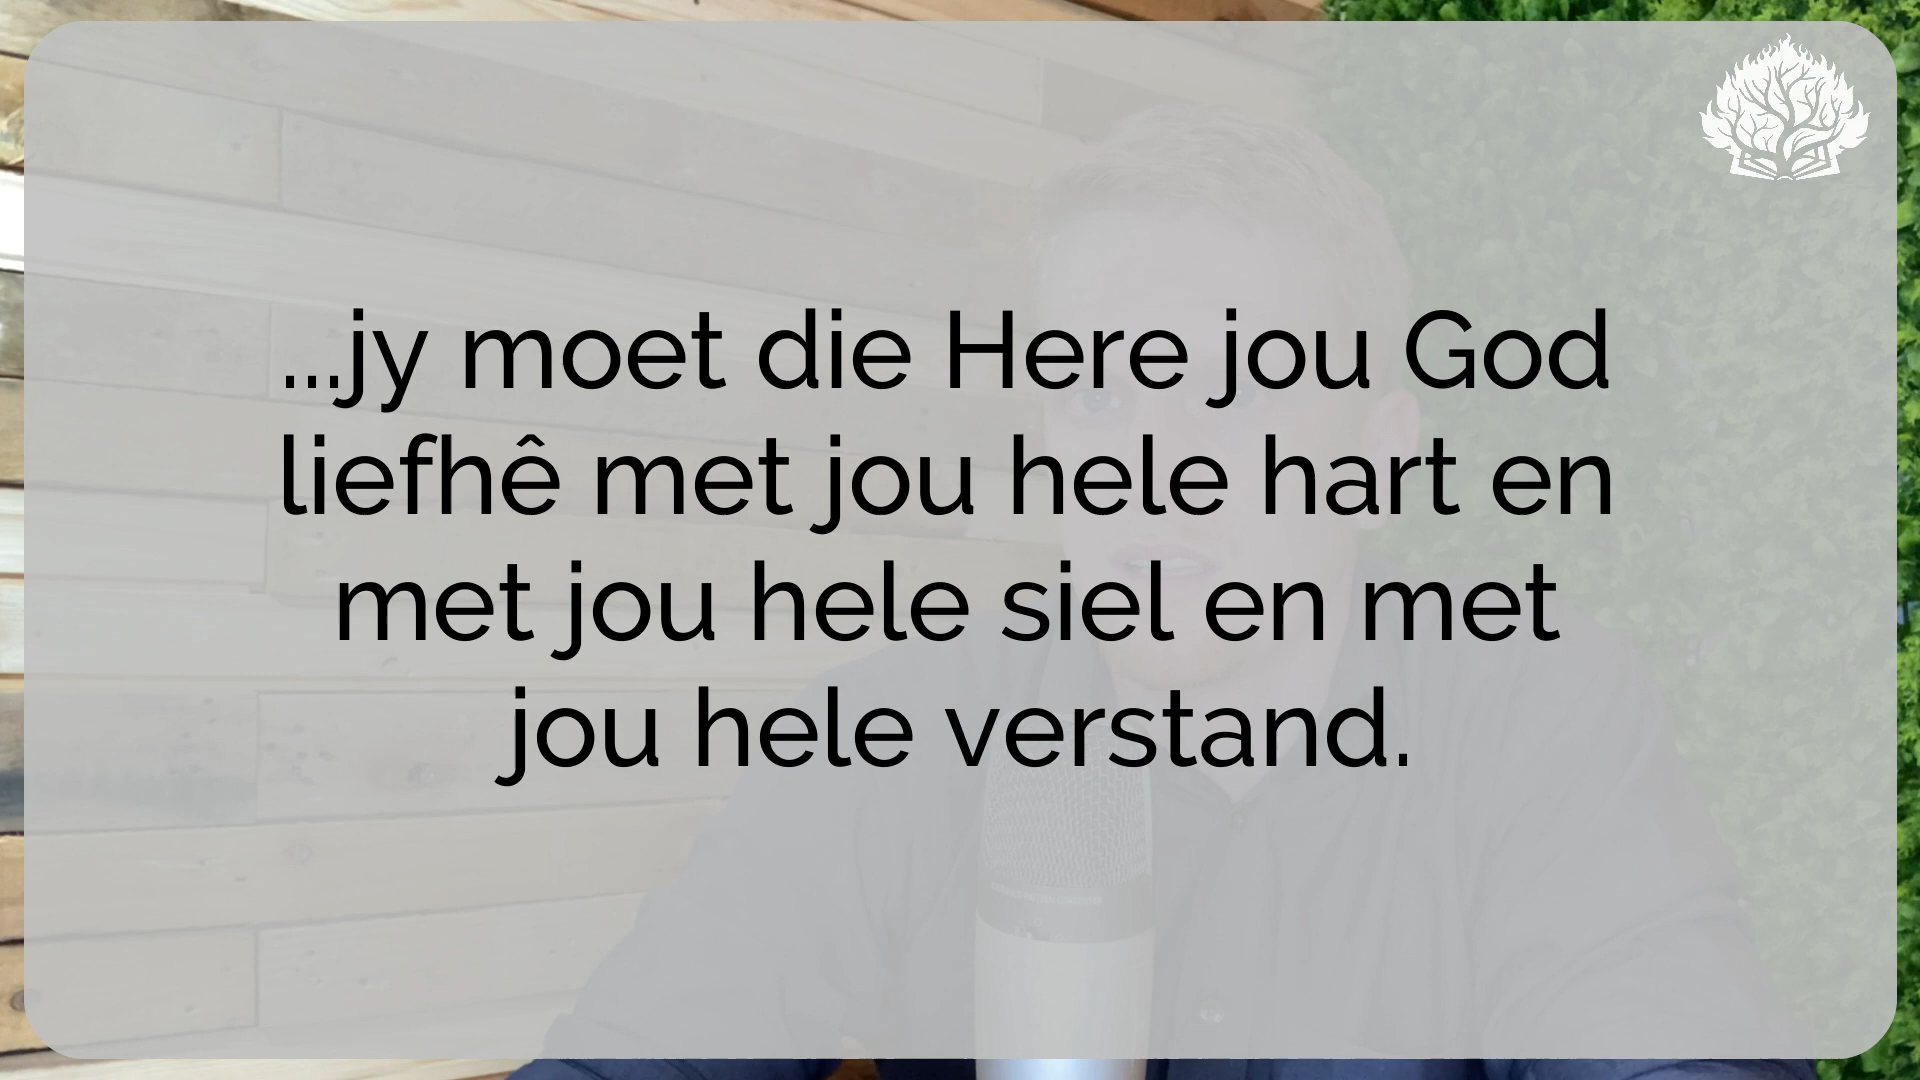 ...jy moet die Here jou God
liefhê met jou hele hart en
met jou hele siel en met
jou hele verstand.